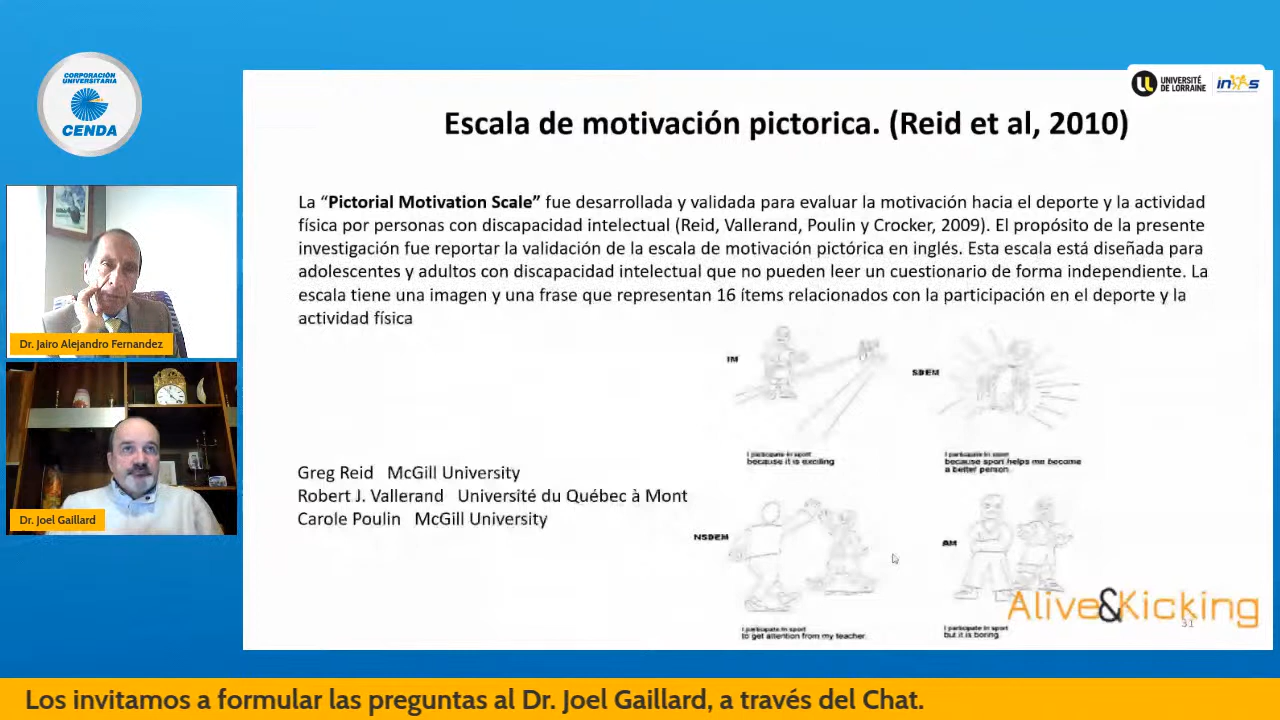 CORPORACIÓN
UNIVERSITARIA
CENDA
UNIVERSITÉ
DE LORRAINE
inas
Escala de motivación pictorica. (Reid et al, 2010)
La “Pictorial Motivation Scale” fue desarrollada y validada para evaluar la motivación hacia el deporte y la actividad
física por personas con discapacidad intelectual (Reid, Vallerand, Poulin y Crocker, 2009). El propósito de la presente
investigación fue reportar la validación de la escala de motivación pictórica en inglés. Esta escala está diseñada para
adolescentes y adultos con discapacidad intelectual que no pueden leer un cuestionario de forma independiente. La
escala tiene una imagen y una frase que representan 16 ítems relacionados con la participación en el deporte y la
actividad física
IM
SDEM
I participate in sport
because it is exciting
I participate in sport
because sport helps me become
a better person
Greg Reid McGill University
Robert J. Vallerand Université du Québec à Mont
Carole Poulin McGill University
NSDEM
AM
I participate in sport
to get attention from my teacher.
I participate in sport
but it is boring.
Alive&Kicking
31
Dr. Jairo Alejandro Fernandez
Dr. Joel Gaillard
Los invitamos a formular las preguntas al Dr. Joel Gaillard, a través del Chat.